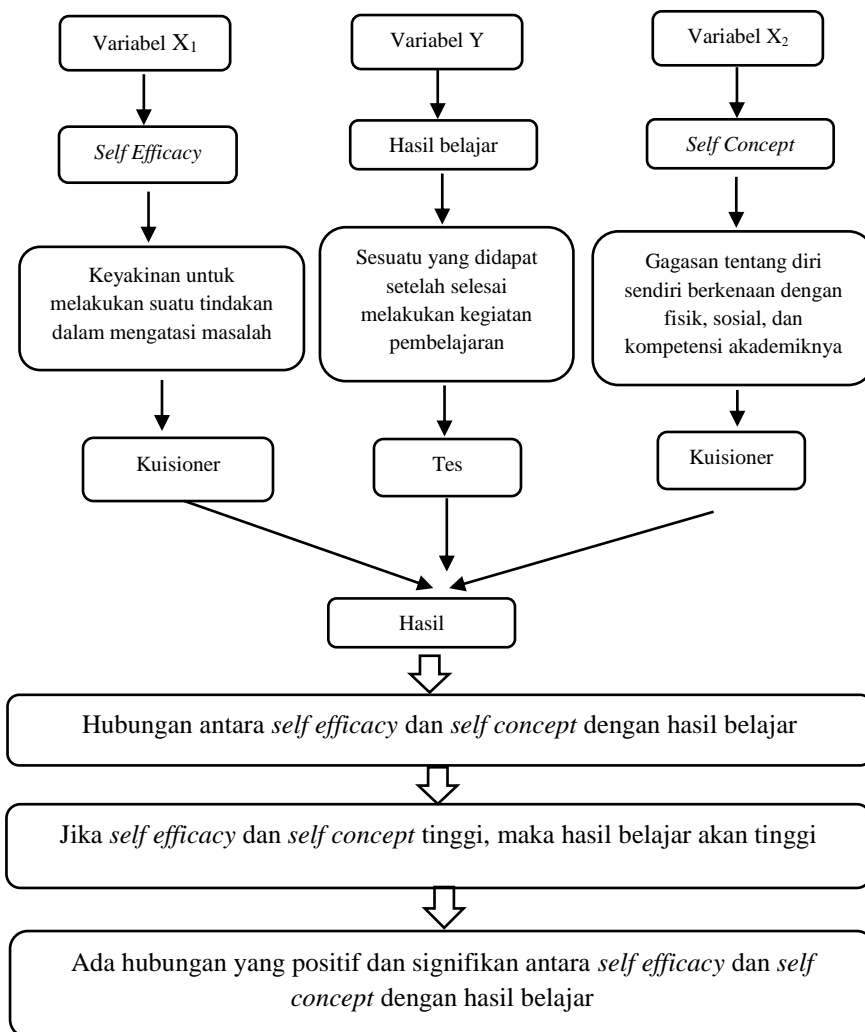 Variabel X₁
Variabel Y
Variabel X₂
Self Efficacy
Hasil belajar
Self Concept
Keyakinan untuk
melakukan suatu tindakan
dalam mengatasi masalah
Sesuatu yang didapat
setelah selesai
melakukan kegiatan
pembelajaran
Gagasan tentang diri
sendiri berkenaan dengan
fisik, sosial, dan
kompetensi akademiknya
Kuisioner
Tes
Kuisioner
Hasil
Hubungan antara self efficacy dan self concept dengan hasil belajar
Jika self efficacy dan self concept tinggi, maka hasil belajar akan tinggi
Ada hubungan yang positif dan signifikan antara self efficacy dan self
concept dengan hasil belajar